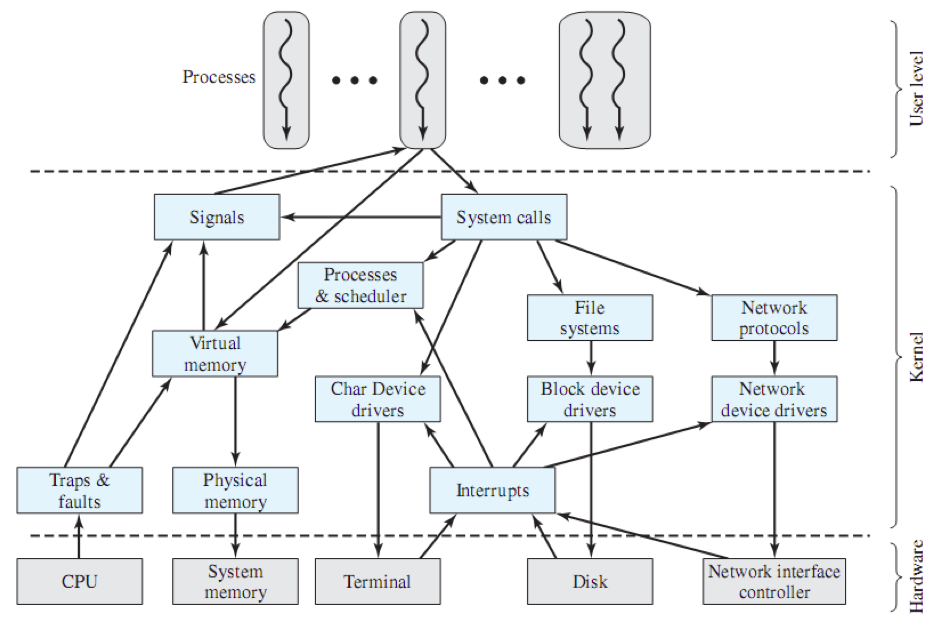 Processes
User level
Signals
System calls
Processes
& scheduler
File
systems
Network
protocols
Virtual
memory
Kernel
Char Device
drivers
Block device
drivers
Network
device drivers
Traps &
faults
Physical
memory
Interrupts
CPU
System
memory
Terminal
Disk
Network interface
controller
Hardware